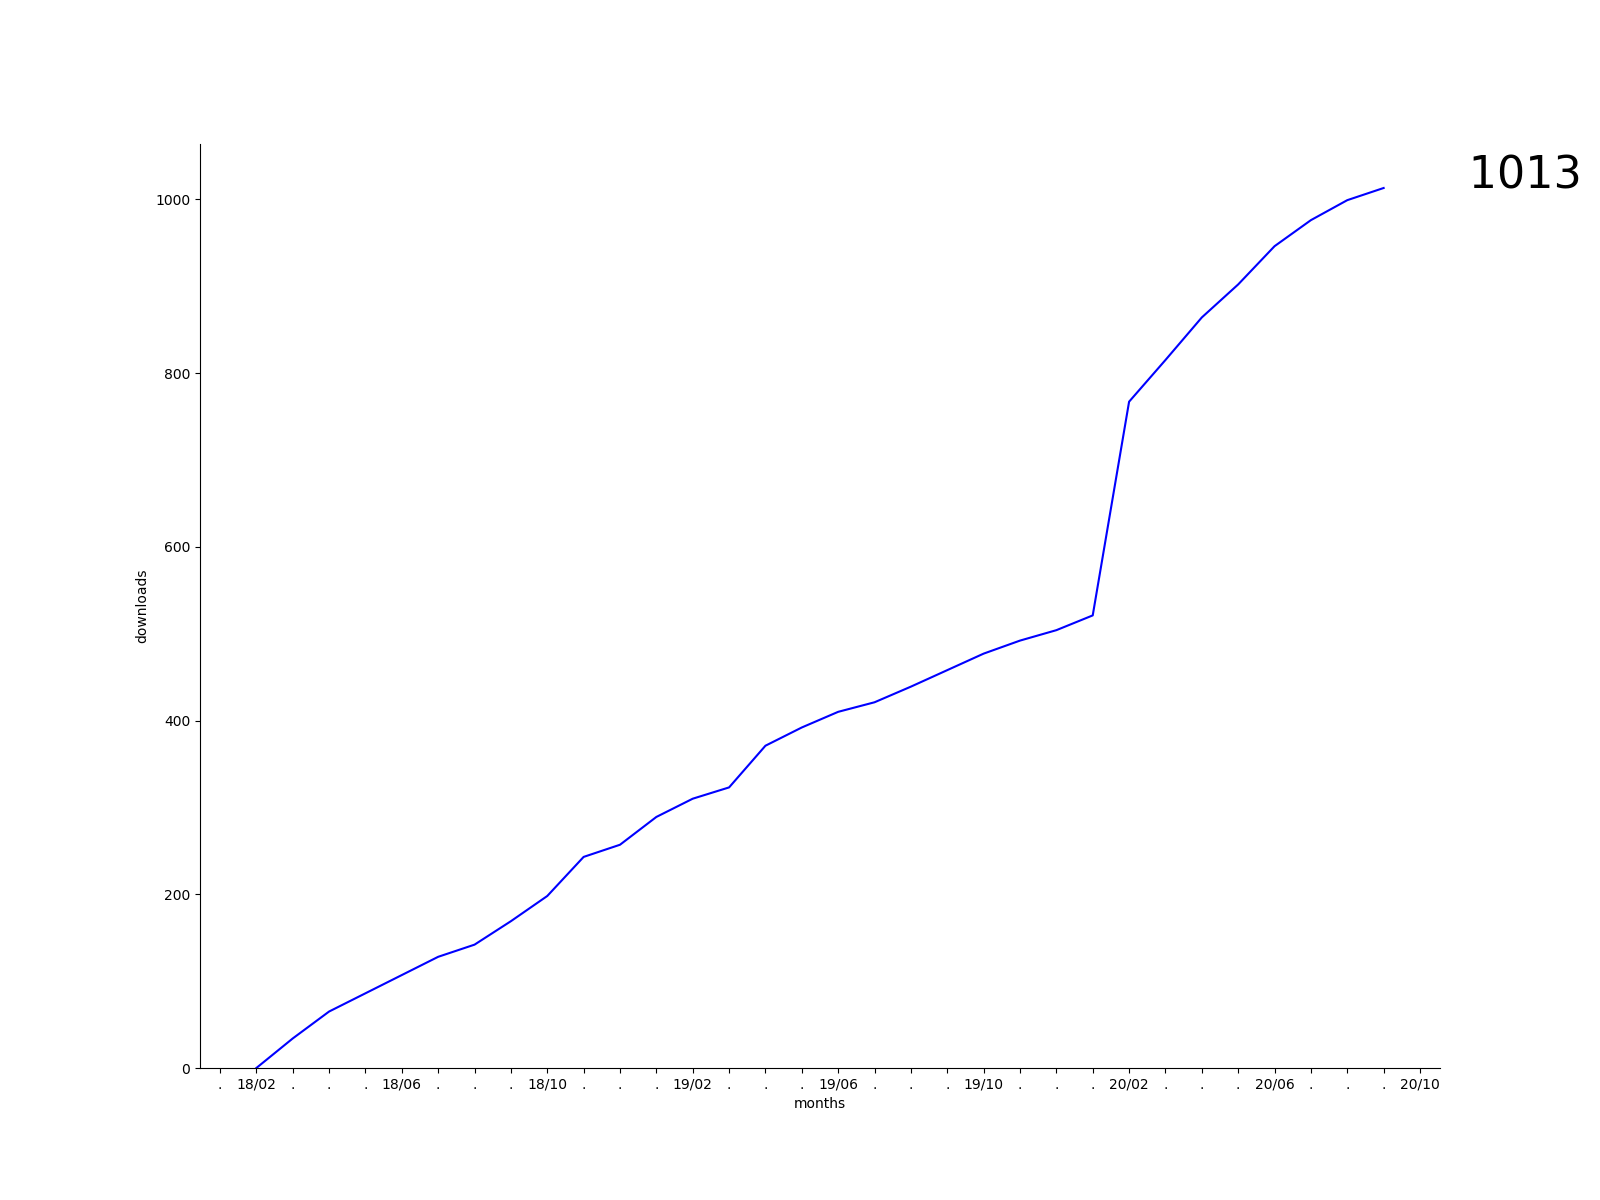 1013
1000
800
600
400
200
0
downloads
. 18/02 . . . 18/06 . . . 18/10 . . . 19/02 . . . 19/06 . . . 19/10 . . . 20/02 . . . 20/06 . . . 20/10
months